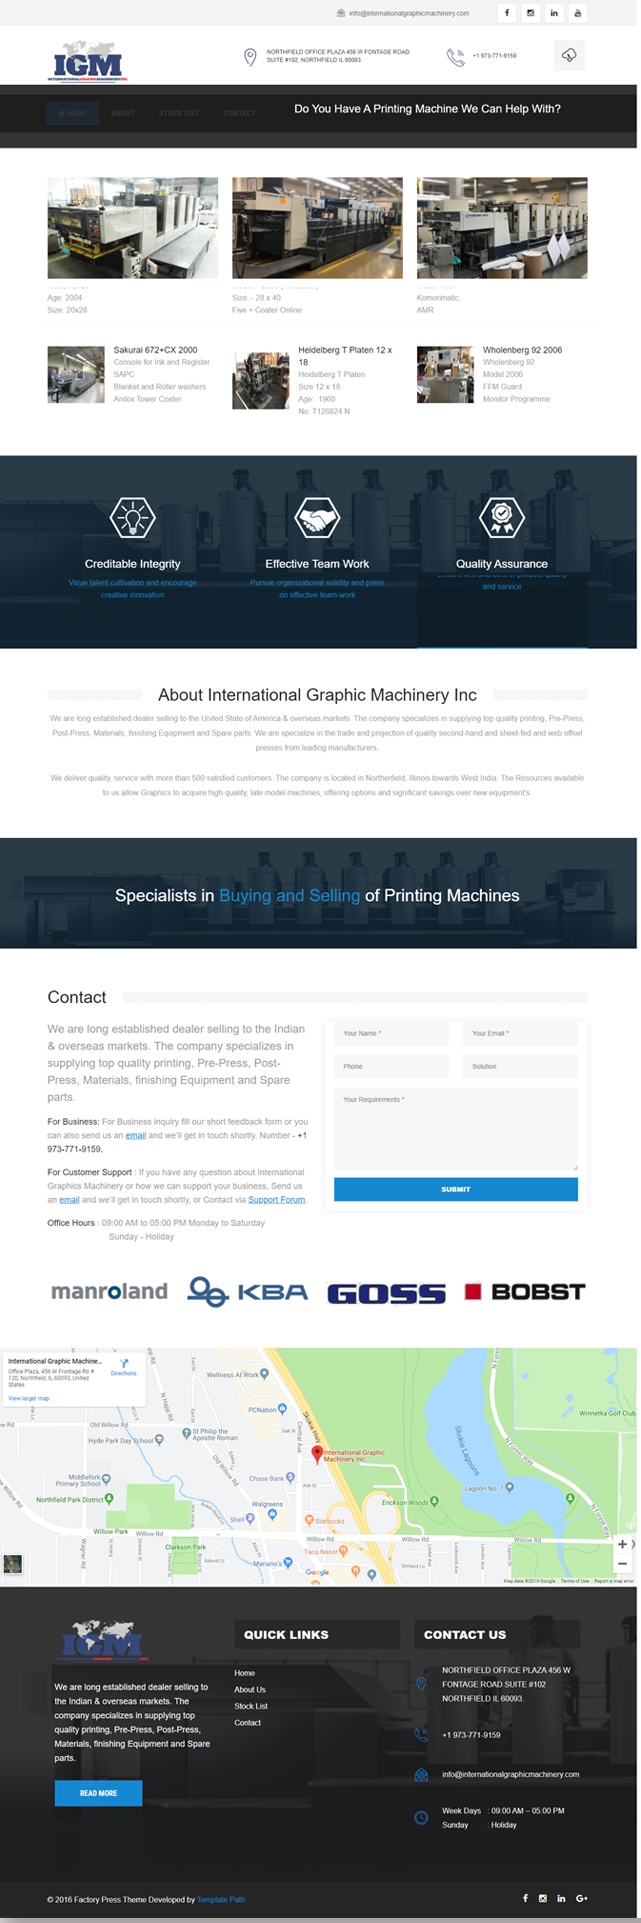 info@internationalgraphicmachinery.com
IGM
INTERNATIONALGRAPHICMACHINERYINC
NORTHFIELD OFFICE PLAZA 456 W FONTAGE ROAD
SUITE #102, NORTHFIELD IL 60093.
+1 973-771-9159
HOME ABOUT STOCK LIST CONTACT
Do You Have A Printing Machine We Can Help With?
Age: 2004
Size: 20x28
Size :- 28 x 40
Five + Coater Online
Komorimatic,
AMR
Sakurai 672+CX 2000
Console for Ink and Register
SAPC
Blanket and Roller washers
Anilox Tower Coater
Heidelberg T Platen 12 x
18
Heidelberg T Platen
Size 12 x 18
Age: 1960
No. T126824 N
Wholenberg 92 2006
Wholenberg 92
Model 2006
FFM Guard
Monitor Programme
Creditable Integrity
Value talent cultivation and encourage
creative innovation
Effective Team Work
Pursue organizational solidity and press
on effective team-work
Quality Assurance
and service
About International Graphic Machinery Inc
We are long established dealer selling to the United State of America & overseas markets. The company specializes in supplying top quality printing, Pre-Press,
Post-Press, Materials, finishing Equipment and Spare parts. We are specialize in the trade and projection of quality second-hand and sheet-fed and web offset
presses from leading manufacturers.
We deliver quality, service with more than 500 satisfied customers. The company is located in Northerfield, Illinois towards West India. The Resources available
to us allow Graphics to acquire high quality, late model machines, offering options and significant savings over new equipment's.
Specialists in Buying and Selling of Printing Machines
Contact
We are long established dealer selling to the Indian
& overseas markets. The company specializes in
supplying top quality printing, Pre-Press, Post-
Press, Materials, finishing Equipment and Spare
parts.
For Business: For Business inquiry fill our short feedback form or you
can also send us an email and we'll get in touch shortly. Number - +1
973-771-9159.
For Customer Support : If you have any question about International
Graphics Machinery or how we can support your business, Send us
an email and we'll get in touch shortly, or Contact via Support Forum.
Office Hours : 09:00 AM to 05:00 PM Monday to Saturday
Sunday - Holiday
Your Name *
Your Email *
Phone
Solution
Your Requirements *
SUBMIT
manroland
KBA
GOSS
BOBST
International Graphic Machine...
Office Plaza, 456 W Frontage Rd #
120, Northfield, IL 60093, United
States
Directions
View larger map
Wellness At Work
PCNation
Old Willow Rd
Hyde Park Day School
St Philip the
Apostle Roman
Skokie Hwy
Central Ave
N Happ Rd
Old Willow Rd
International Graphic
Machinery Inc
Winnetka Golf Club
Skokie Lagoons
N Forest Way
Lagoon No. 1
Middlefork
Primary School
Northfield Park District
Chase Bank
Ash St
Walgreens
Shell
Starbucks
Erickson Woods
Willow Park
Willow Rd
Clarkson Park
Taco Nano!
Mariano's
Google
Map data ©2019 Google Terms of Use Report a map error
IGM
We are long established dealer selling to
the Indian & overseas markets. The
company specializes in supplying top
quality printing, Pre-Press, Post-Press,
Materials, finishing Equipment and Spare
parts.
READ MORE
QUICK LINKS
Home
About Us
Stock List
Contact
CONTACT US
NORTHFIELD OFFICE PLAZA 456 W
FONTAGE ROAD SUITE #102
NORTHFIELD IL 60093.
+1 973-771-9159
info@internationalgraphicmachinery.com
Week Days : 09:00 AM – 05:00 PM
Sunday : Holiday
© 2016 Factory Press Theme Developed by Template Path